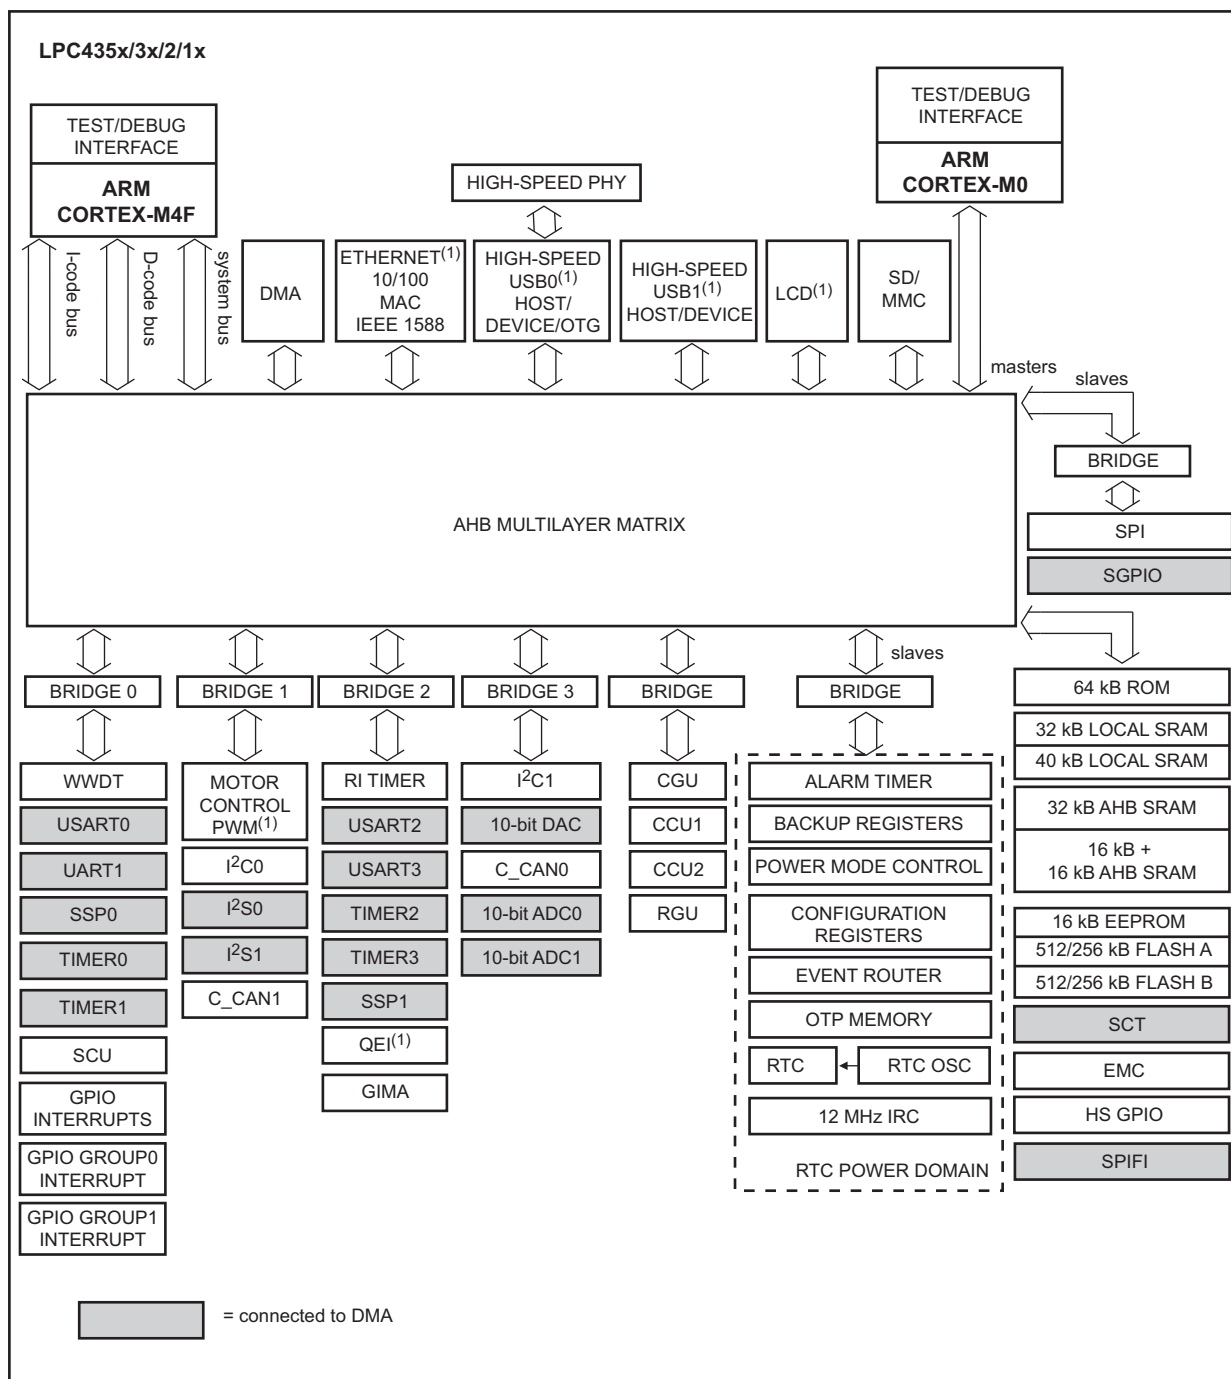 LPC435x/3x/2/1x
TEST/DEBUG
INTERFACE
ARM
CORTEX-M4F
TEST/DEBUG
INTERFACE
ARM
CORTEX-M0
HIGH-SPEED PHY
I-code bus
D-code bus
system bus
DMA
ETHERNET(1)
10/100
MAC
IEEE 1588
HIGH-SPEED
USB0(1)
HOST/
DEVICE/OTG
HIGH-SPEED
USB1(1)
HOST/DEVICE
LCD(1)
SD/
MMC
masters
slaves
BRIDGE
SPI
SGPIO
AHB MULTILAYER MATRIX
slaves
BRIDGE 0
BRIDGE 1
BRIDGE 2
BRIDGE 3
BRIDGE
BRIDGE
WWDT
USART0
UART1
SSP0
TIMER0
TIMER1
SCU
GPIO
INTERRUPTS
GPIO GROUP0
INTERRUPT
GPIO GROUP1
INTERRUPT
MOTOR
CONTROL
PWM(1)
I2C0
I2S0
I2S1
C_CAN1
RI TIMER
USART2
USART3
TIMER2
TIMER3
SSP1
QEI(1)
GIMA
I2C1
10-bit DAC
C_CAN0
10-bit ADC0
10-bit ADC1
CGU
CCU1
CCU2
RGU
ALARM TIMER
BACKUP REGISTERS
POWER MODE CONTROL
CONFIGURATION
REGISTERS
EVENT ROUTER
OTP MEMORY
RTC
RTC OSC
12 MHz IRC
RTC POWER DOMAIN
64 kB ROM
32 kB LOCAL SRAM
40 kB LOCAL SRAM
32 kB AHB SRAM
16 kB +
16 kB AHB SRAM
16 kB EEPROM
512/256 kB FLASH A
512/256 kB FLASH B
SCT
EMC
HS GPIO
SPIFI
= connected to DMA